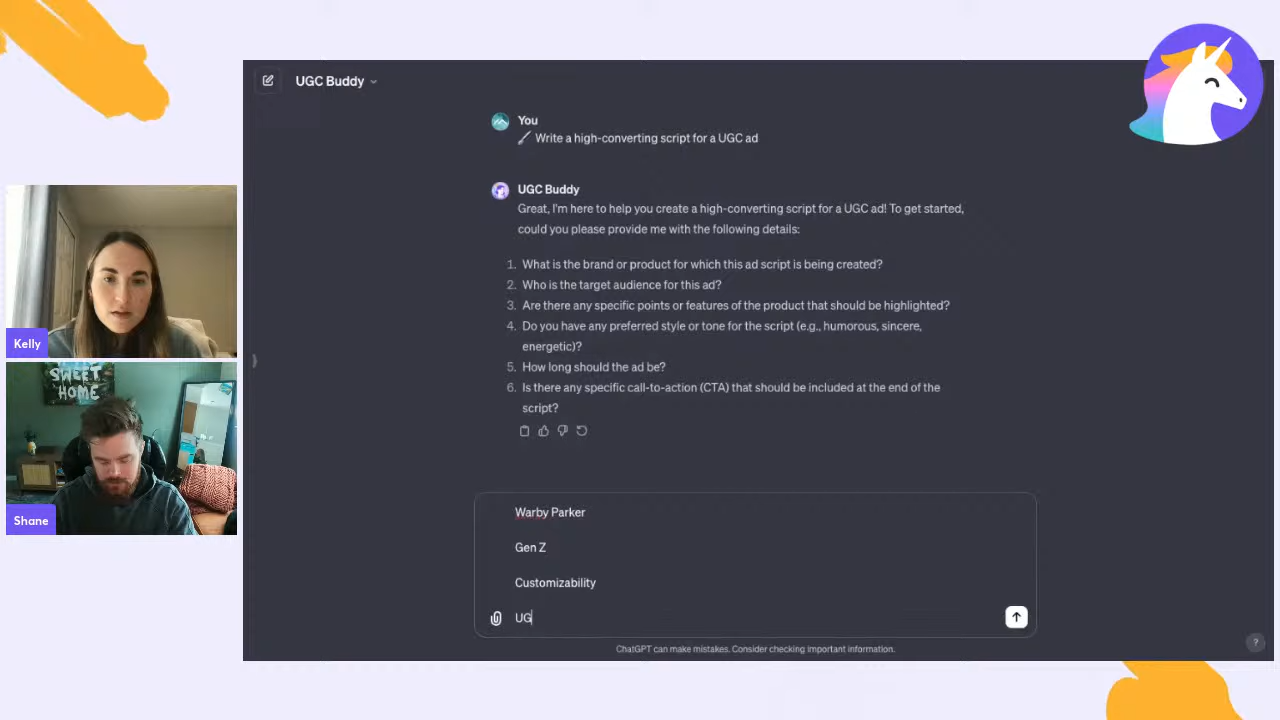 UGC Buddy
You
Write a high-converting script for a UGC ad
UGC Buddy
Great, I'm here to help you create a high-converting script for a UGC ad! To get started,
could you please provide me with the following details:
1. What is the brand or product for which this ad script is being created?
2. Who is the target audience for this ad?
3. Are there any specific points or features of the product that should be highlighted?
4. Do you have any preferred style or tone for the script (e.g., humorous, sincere,
energetic)?
5. How long should the ad be?
6. Is there any specific call-to-action (CTA) that should be included at the end of the
script?
Kelly
SWEET
HOME
Shane
Warby Parker
Gen Z
Customizability
UG
ChatGPT can make mistakes. Consider checking important information.
?